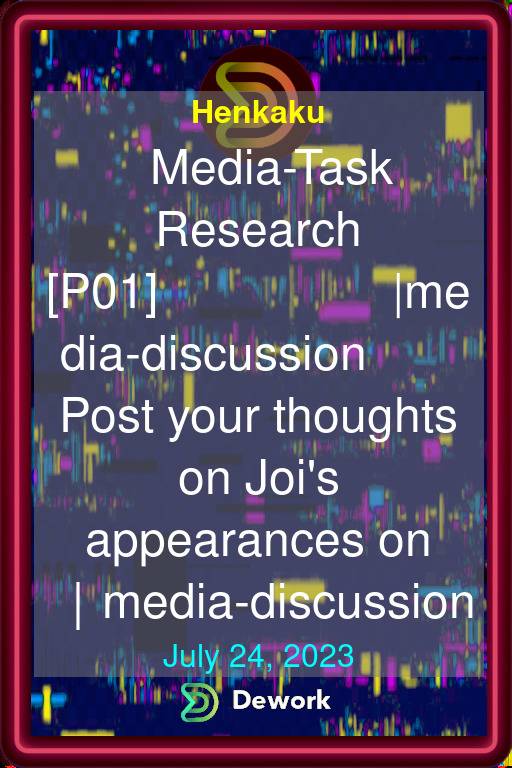 Henkaku
Media-Task
Research
[P01] |me
dia-discussion
Post your thoughts
on Joi's
appearances on
| media-discussion
July 24, 2023
Dework